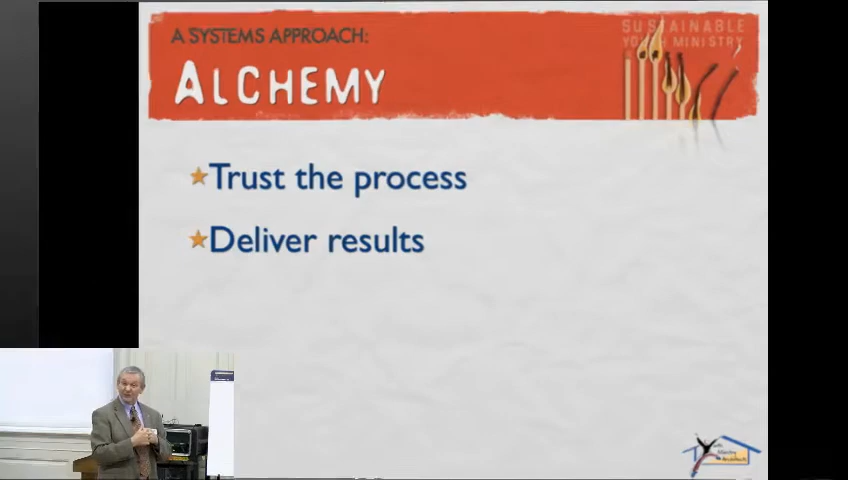 A SYSTEMS APPROACH:
ALCHEMY
SUSTAINABLE
YOUTH MINISTRY
Trust the process
Deliver results